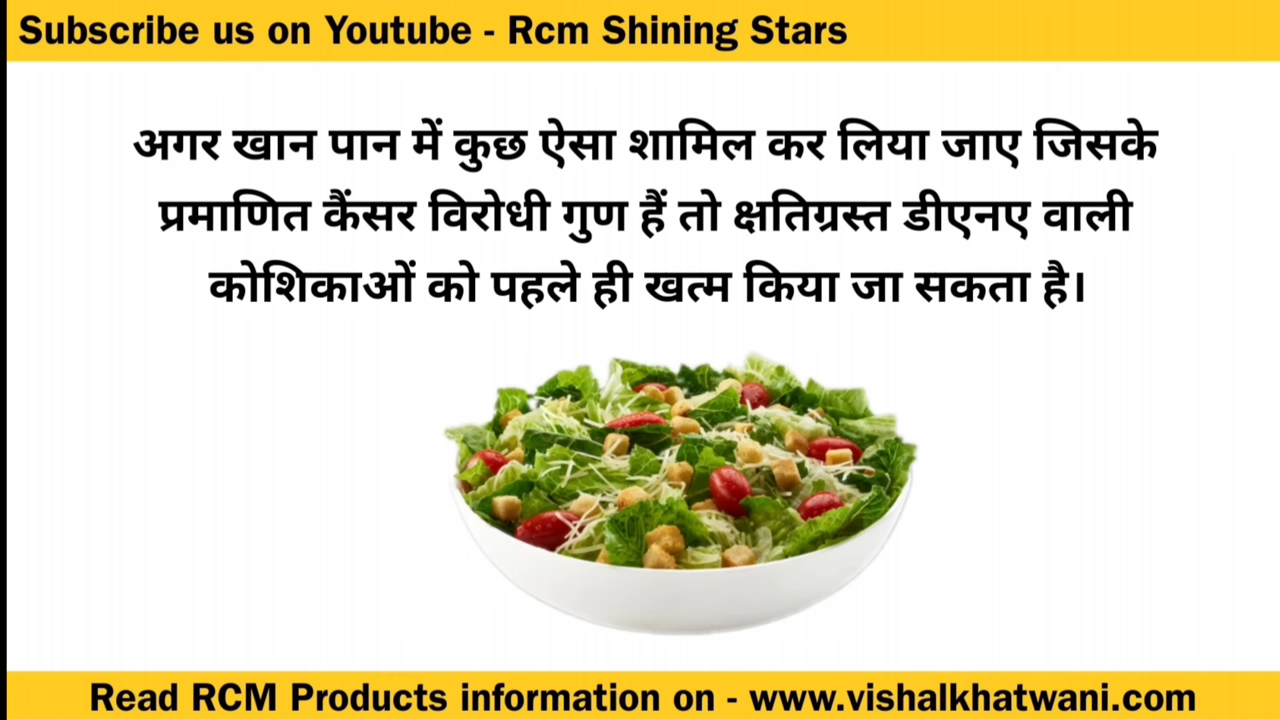 Subscribe us on Youtube - Rcm Shining Stars
अगर खान पान में कुछ ऐसा शामिल कर लिया जाए जिसके
प्रमाणित कैंसर विरोधी गुण हैं तो क्षतिग्रस्त डीएनए वाली
कोशिकाओं को पहले ही खत्म किया जा सकता है।
Read RCM Products information on - www.vishalkhatwani.com